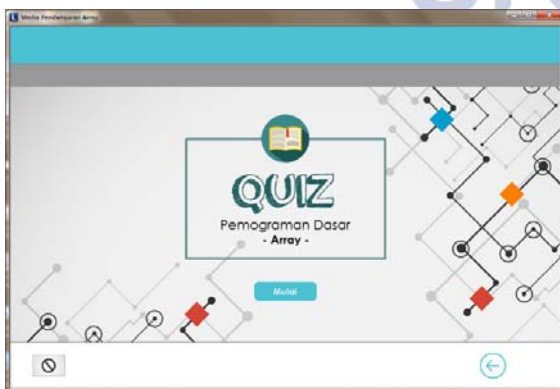 Media Pembelajaran Array
QUIZ
Pemograman Dasar
- Array -
Mulai